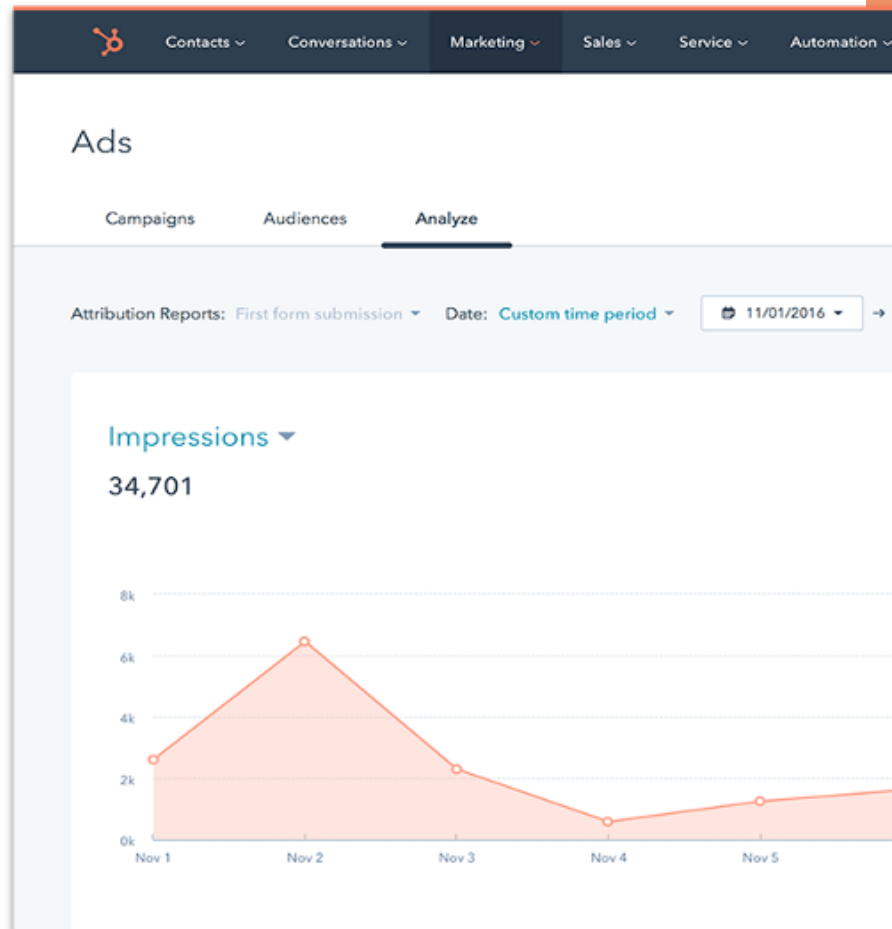 Contacts Conversations Marketing Sales Service Automation
Ads
Campaigns Audiences Analyze
Attribution Reports: First form submission Date: Custom time period 11/01/2016 →
Impressions
34,701
8k
6k
4k
2k
0k
Nov 1 Nov 2 Nov 3 Nov 4 Nov 5